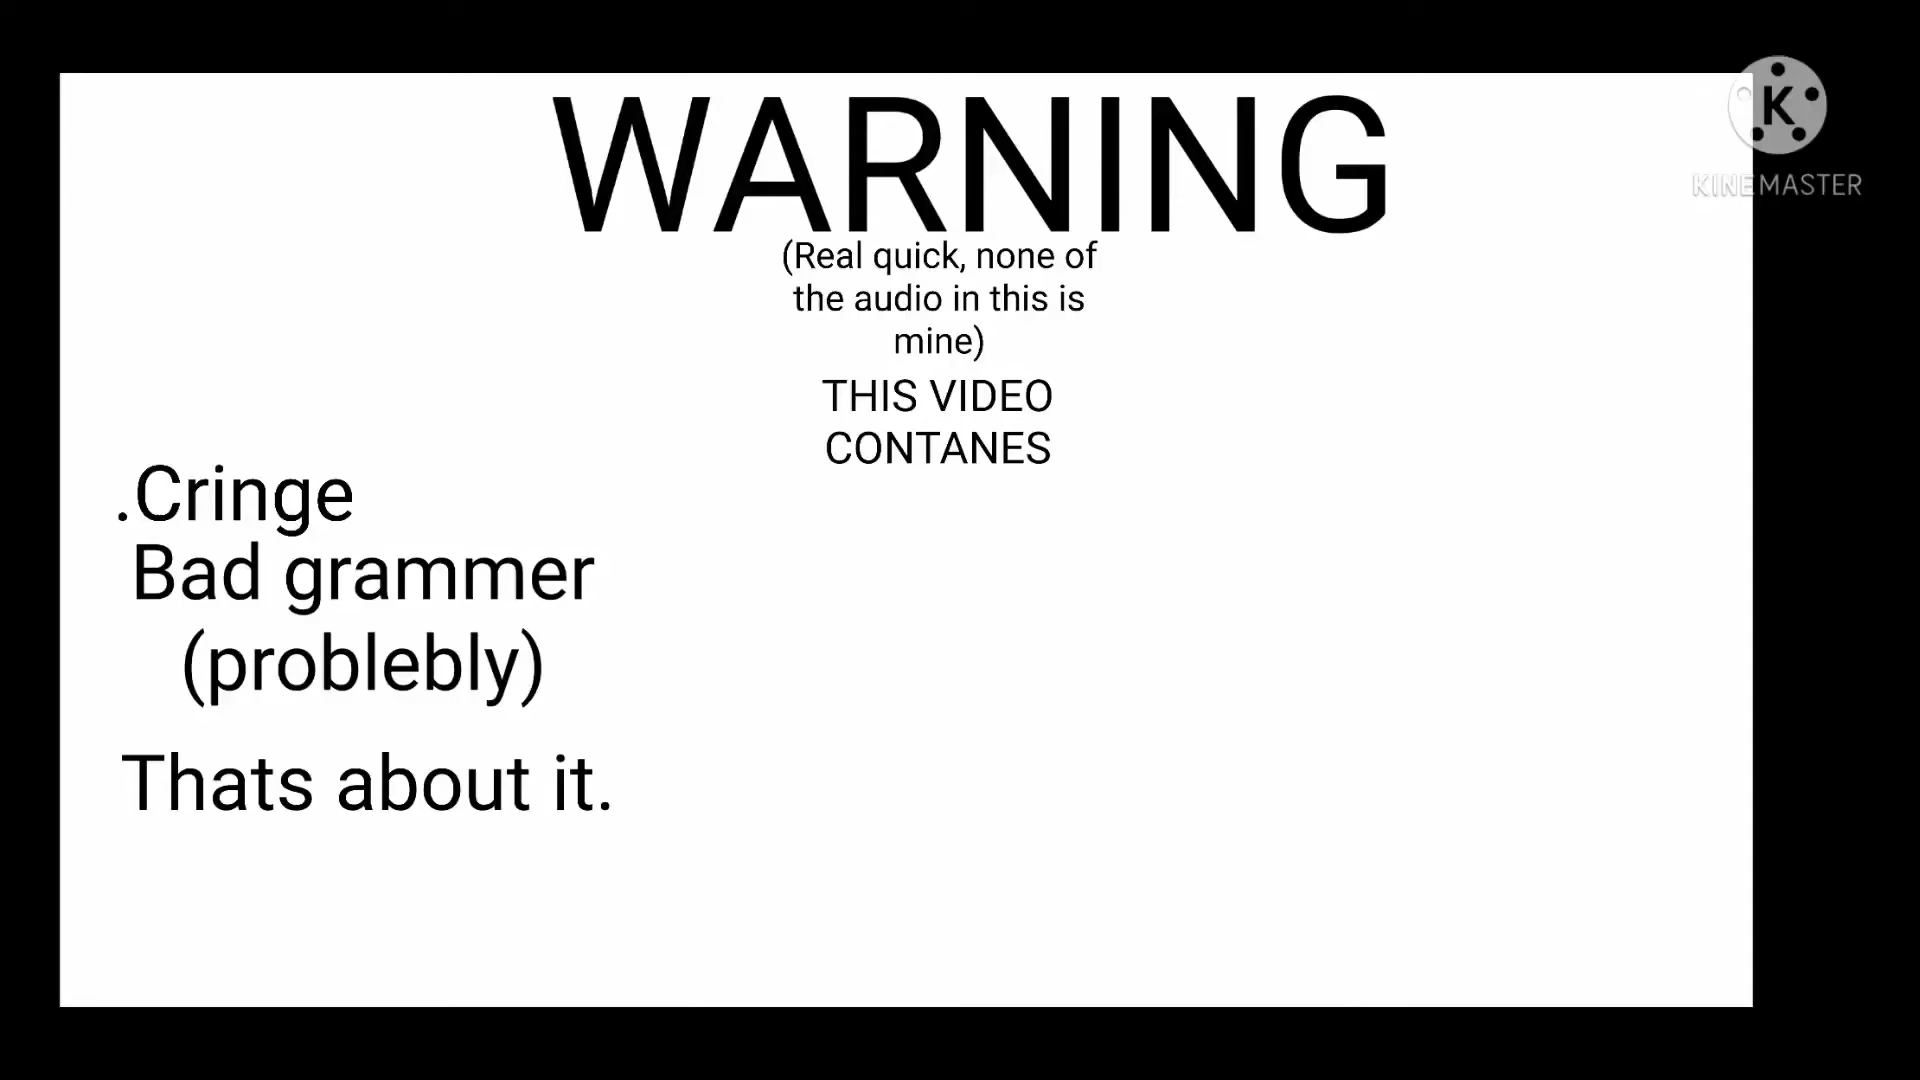 WARNING
(Real quick, none of
the audio in this is
mine)
THIS VIDEO
CONTANES
.Cringe
Bad grammer
(problebly)
Thats about it.
K
KINEMASTER